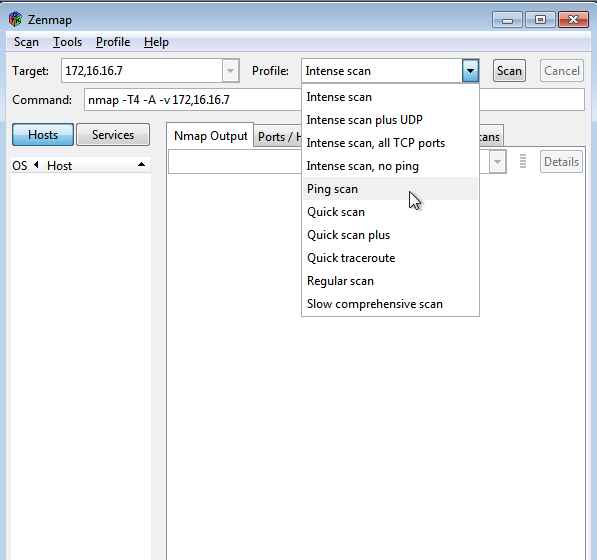 Zenmap
Scan Tools Profile Help
Target: 172,16.16.7 Profile: Intense scan Scan Cancel
Command: nmap -T4 -A -v 172,16.16.7
Hosts Services
Nmap Output Ports / H
OS Host
Details
Intense scan
Intense scan plus UDP
Intense scan, all TCP ports
Intense scan, no ping
Ping scan
Quick scan
Quick scan plus
Quick traceroute
Regular scan
Slow comprehensive scan